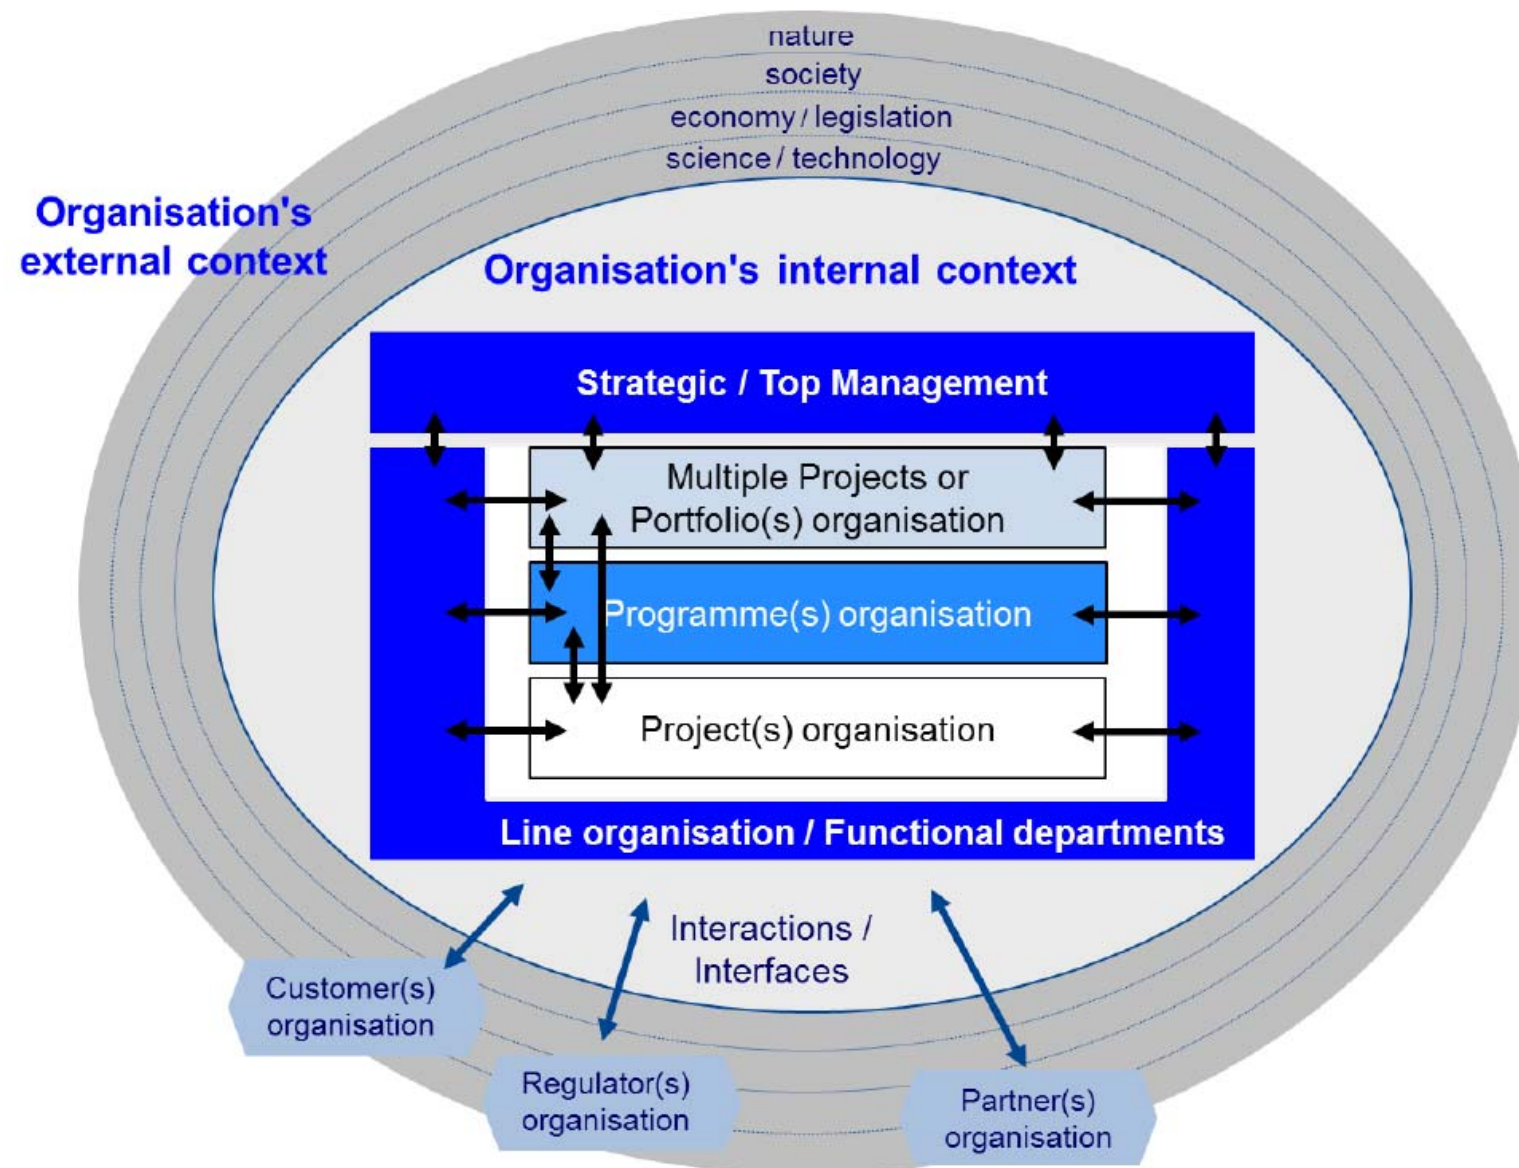 nature
society
economy / legislation
science / technology
Organisation's
external context
Organisation's internal context
Strategic / Top Management
Multiple Projects or
Portfolio(s) organisation
Programme(s) organisation
Project(s) organisation
Line organisation / Functional departments
Interactions /
Interfaces
Customer(s)
organisation
Regulator(s)
organisation
Partner(s)
organisation